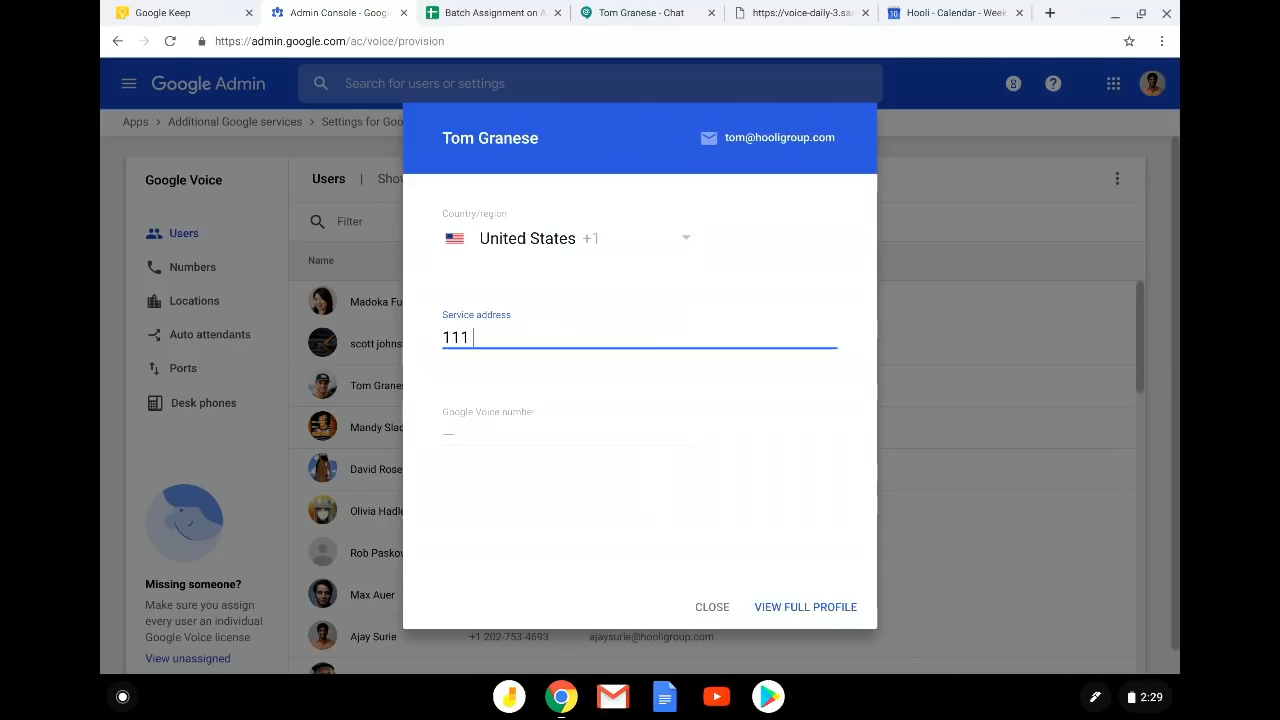 Google Keep
Admin Console - Googl
Batch Assignment on A
Tom Granese - Chat
https://voice-daily-3.sa
10 Hooli - Calendar - Week
https://admin.google.com/ac/voice/provision
Google Admin
Search for users or settings
Apps > Additional Google services > Settings for Goo
Tom Granese
tom@hooligroup.com
Google Voice
Users | Sho
Filter
Name
Users
Numbers
Locations
Auto attendants
Ports
Desk phones
Missing someone?
Make sure you assign
every user an individual
Google Voice license
View unassigned
Madoka Fu
scott johns
Tom Grane
Mandy Slad
David Rose
Olivia Hadle
Rob Paskov
Max Auer
Ajay Surie +1 202-753-4693 ajaysurie@hooligroup.com
Country/region
United States +1
Service address
111
Google Voice number
—
CLOSE VIEW FULL PROFILE
2:29